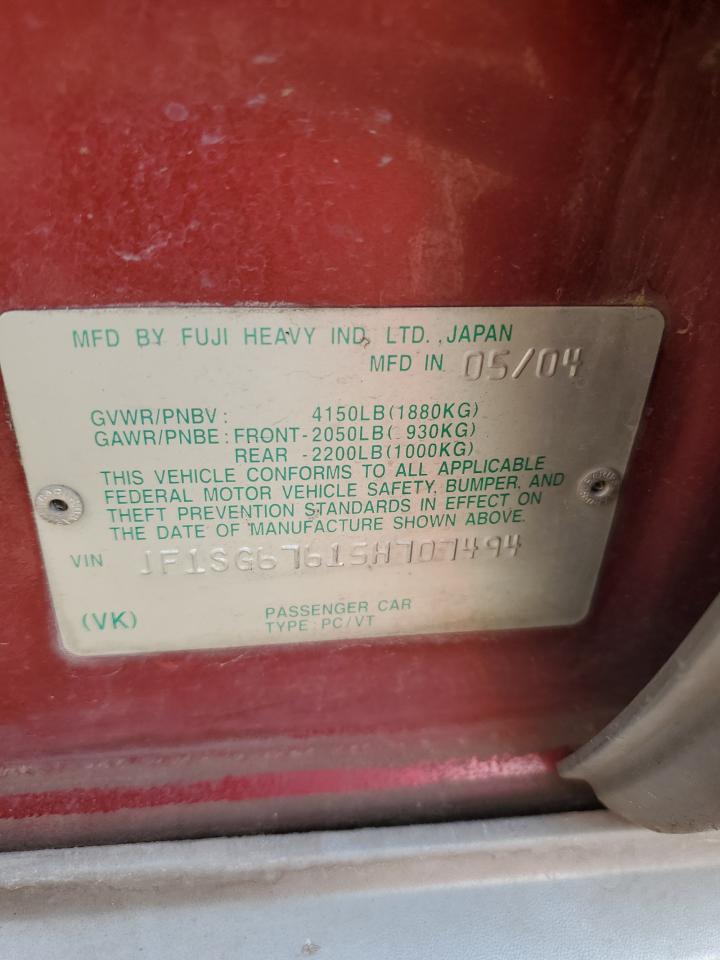 MFD BY FUJI HEAVY IND. LTD., JAPAN
MFD IN 05/04
GVWR/PNBV: 4150LB(1880KG)
GAWR/PNBE: FRONT-2050LB( 930KG)
REAR -2200LB(1000KG)
THIS VEHICLE CONFORMS TO ALL APPLICABLE
FEDERAL MOTOR VEHICLE SAFETY, BUMPER, AND
THEFT PREVENTION STANDARDS IN EFFECT ON
THE DATE OF MANUFACTURE SHOWN ABOVE.
VIN JF1SG67615H707494
(VK) PASSENGER CAR
TYPE: PC/VT